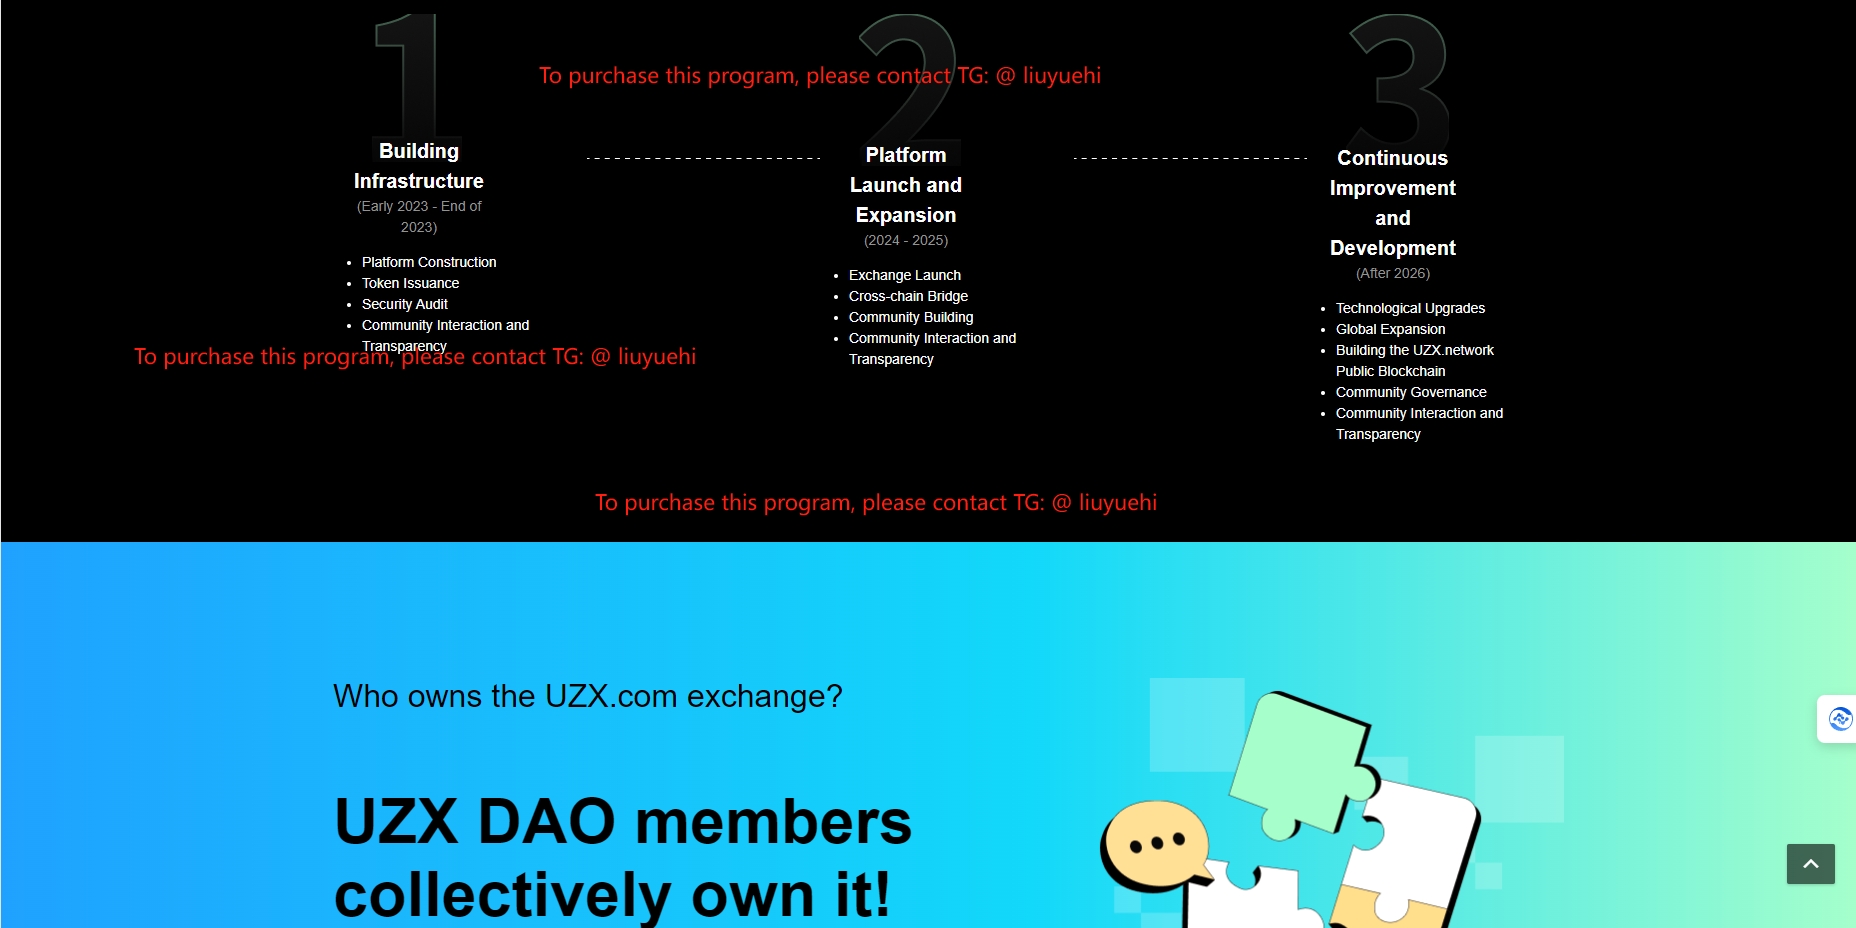 1
2
3
To purchase this program, please contact TG: @ liuyuehi
Building
Infrastructure
(Early 2023 - End of
2023)
• Platform Construction
• Token Issuance
• Security Audit
• Community Interaction and
Transparency
Platform
Launch and
Expansion
(2024 - 2025)
• Exchange Launch
• Cross-chain Bridge
• Community Building
• Community Interaction and
Transparency
Continuous
Improvement
and
Development
(After 2026)
• Technological Upgrades
• Global Expansion
• Building the UZX.network
Public Blockchain
• Community Governance
• Community Interaction and
Transparency
To purchase this program, please contact TG: @ liuyuehi
To purchase this program, please contact TG: @ liuyuehi
Who owns the UZX.com exchange?
UZX DAO members
collectively own it!